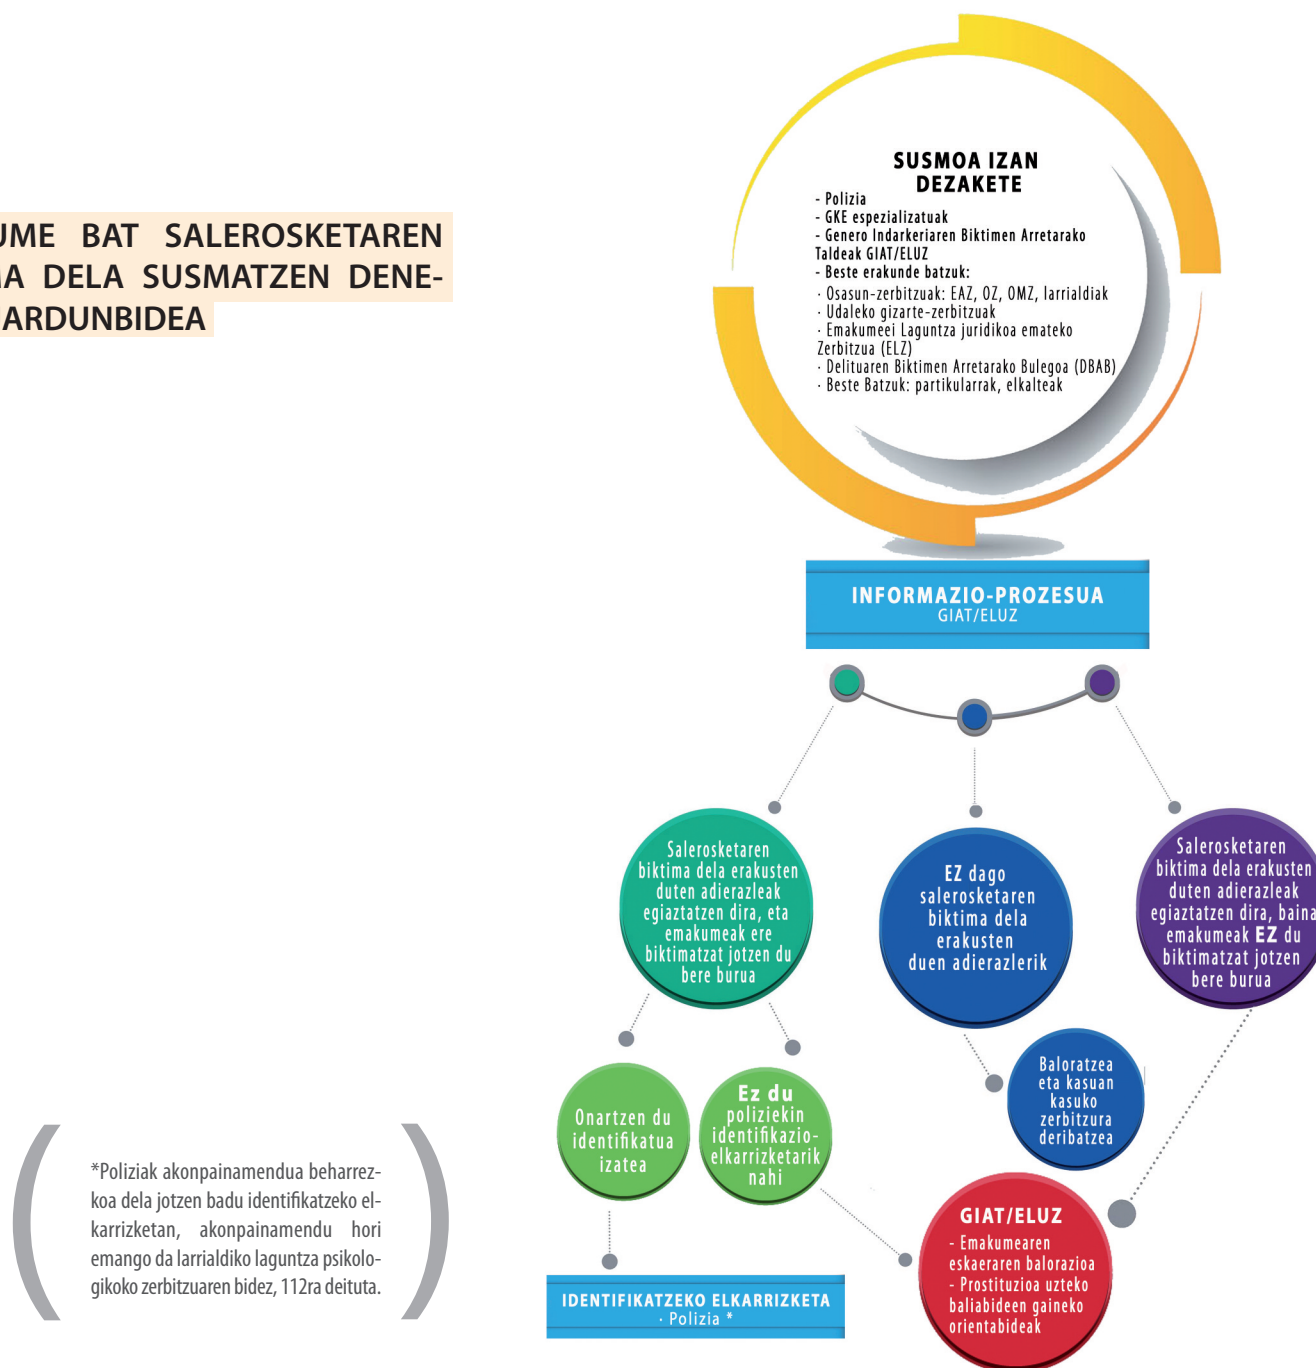 UME BAT SALEROSKETAREN
MA DELA SUSMATZEN DENE-
JARDUNBIDEA
SUSMOA IZAN
DEZAKETE
- Polizia
- GKE espezializatuak
- Genero Indarkeriaren Biktimen Arretarako
Taldeak GIAT/ELUZ
- Beste erakunde batzuk:
· Osasun-zerbitzuak: EAZ, OZ, OMZ, larrialdiak
· Udaleko gizarte-zerbitzuak
· Emakumeei Laguntza juridikoa emateko
Zerbitzua (ELZ)
· Delituaren Biktimen Arretarako Bulegoa (DBAB)
· Beste Batzuk: partikularrak, elkalteak
INFORMAZIO-PROZESUA
GIAT/ELUZ
Salerosketaren
biktima dela erakusten
duten adierazleak
egiaztatzen dira, eta
emakumeak ere
biktimatzat jotzen du
bere burua
EZ dago
salerosketaren
biktima dela
erakusten
duen adierazlerik
Salerosketaren
biktima dela erakusten
duten adierazleak
egiaztatzen dira, baina
emakumeak EZ du
biktimatzat jotzen
bere burua
Onartzen du
identifikatua
izatea
Ez du
poliziekin
identifikazio-
elkarrizketarik
nahi
Baloratzea
eta kasuan
kasuko
zerbitzura
deribatzea
GIAT/ELUZ
- Emakumearen
eskaeraren balorazioa
- Prostituzioa uzteko
baliabideen gaineko
orientabideak
IDENTIFIKATZEKO ELKARRIZKETA
· Polizia *
*Poliziak akonpainamendua beharrez-
koa dela jotzen badu identifikatzeko el-
karrizketan, akonpainamendu hori
emango da larrialdiko laguntza psikolo-
gikoko zerbitzuaren bidez, 112ra deituta.